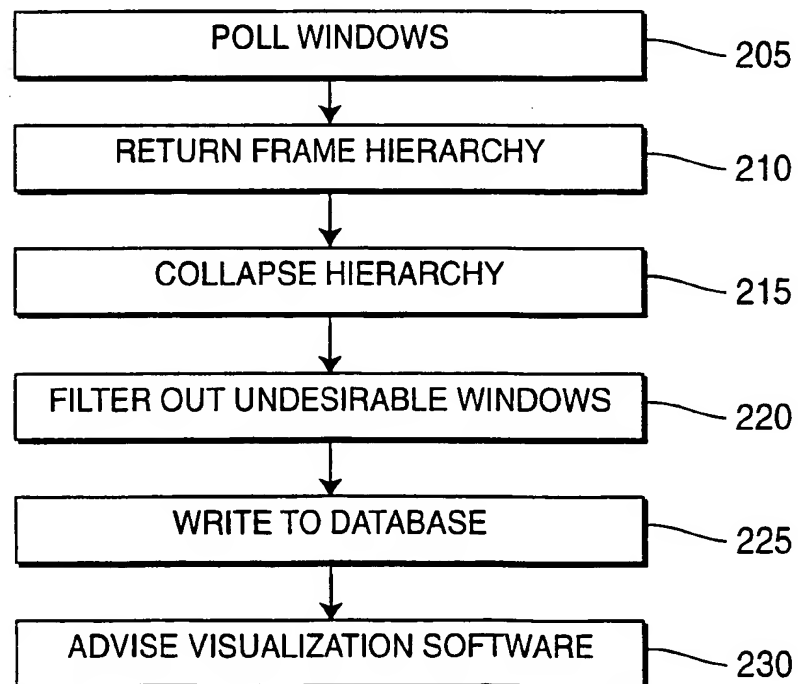 POLL WINDOWS
205
RETURN FRAME HIERARCHY
210
COLLAPSE HIERARCHY
215
FILTER OUT UNDESIRABLE WINDOWS
220
WRITE TO DATABASE
225
ADVISE VISUALIZATION SOFTWARE
230